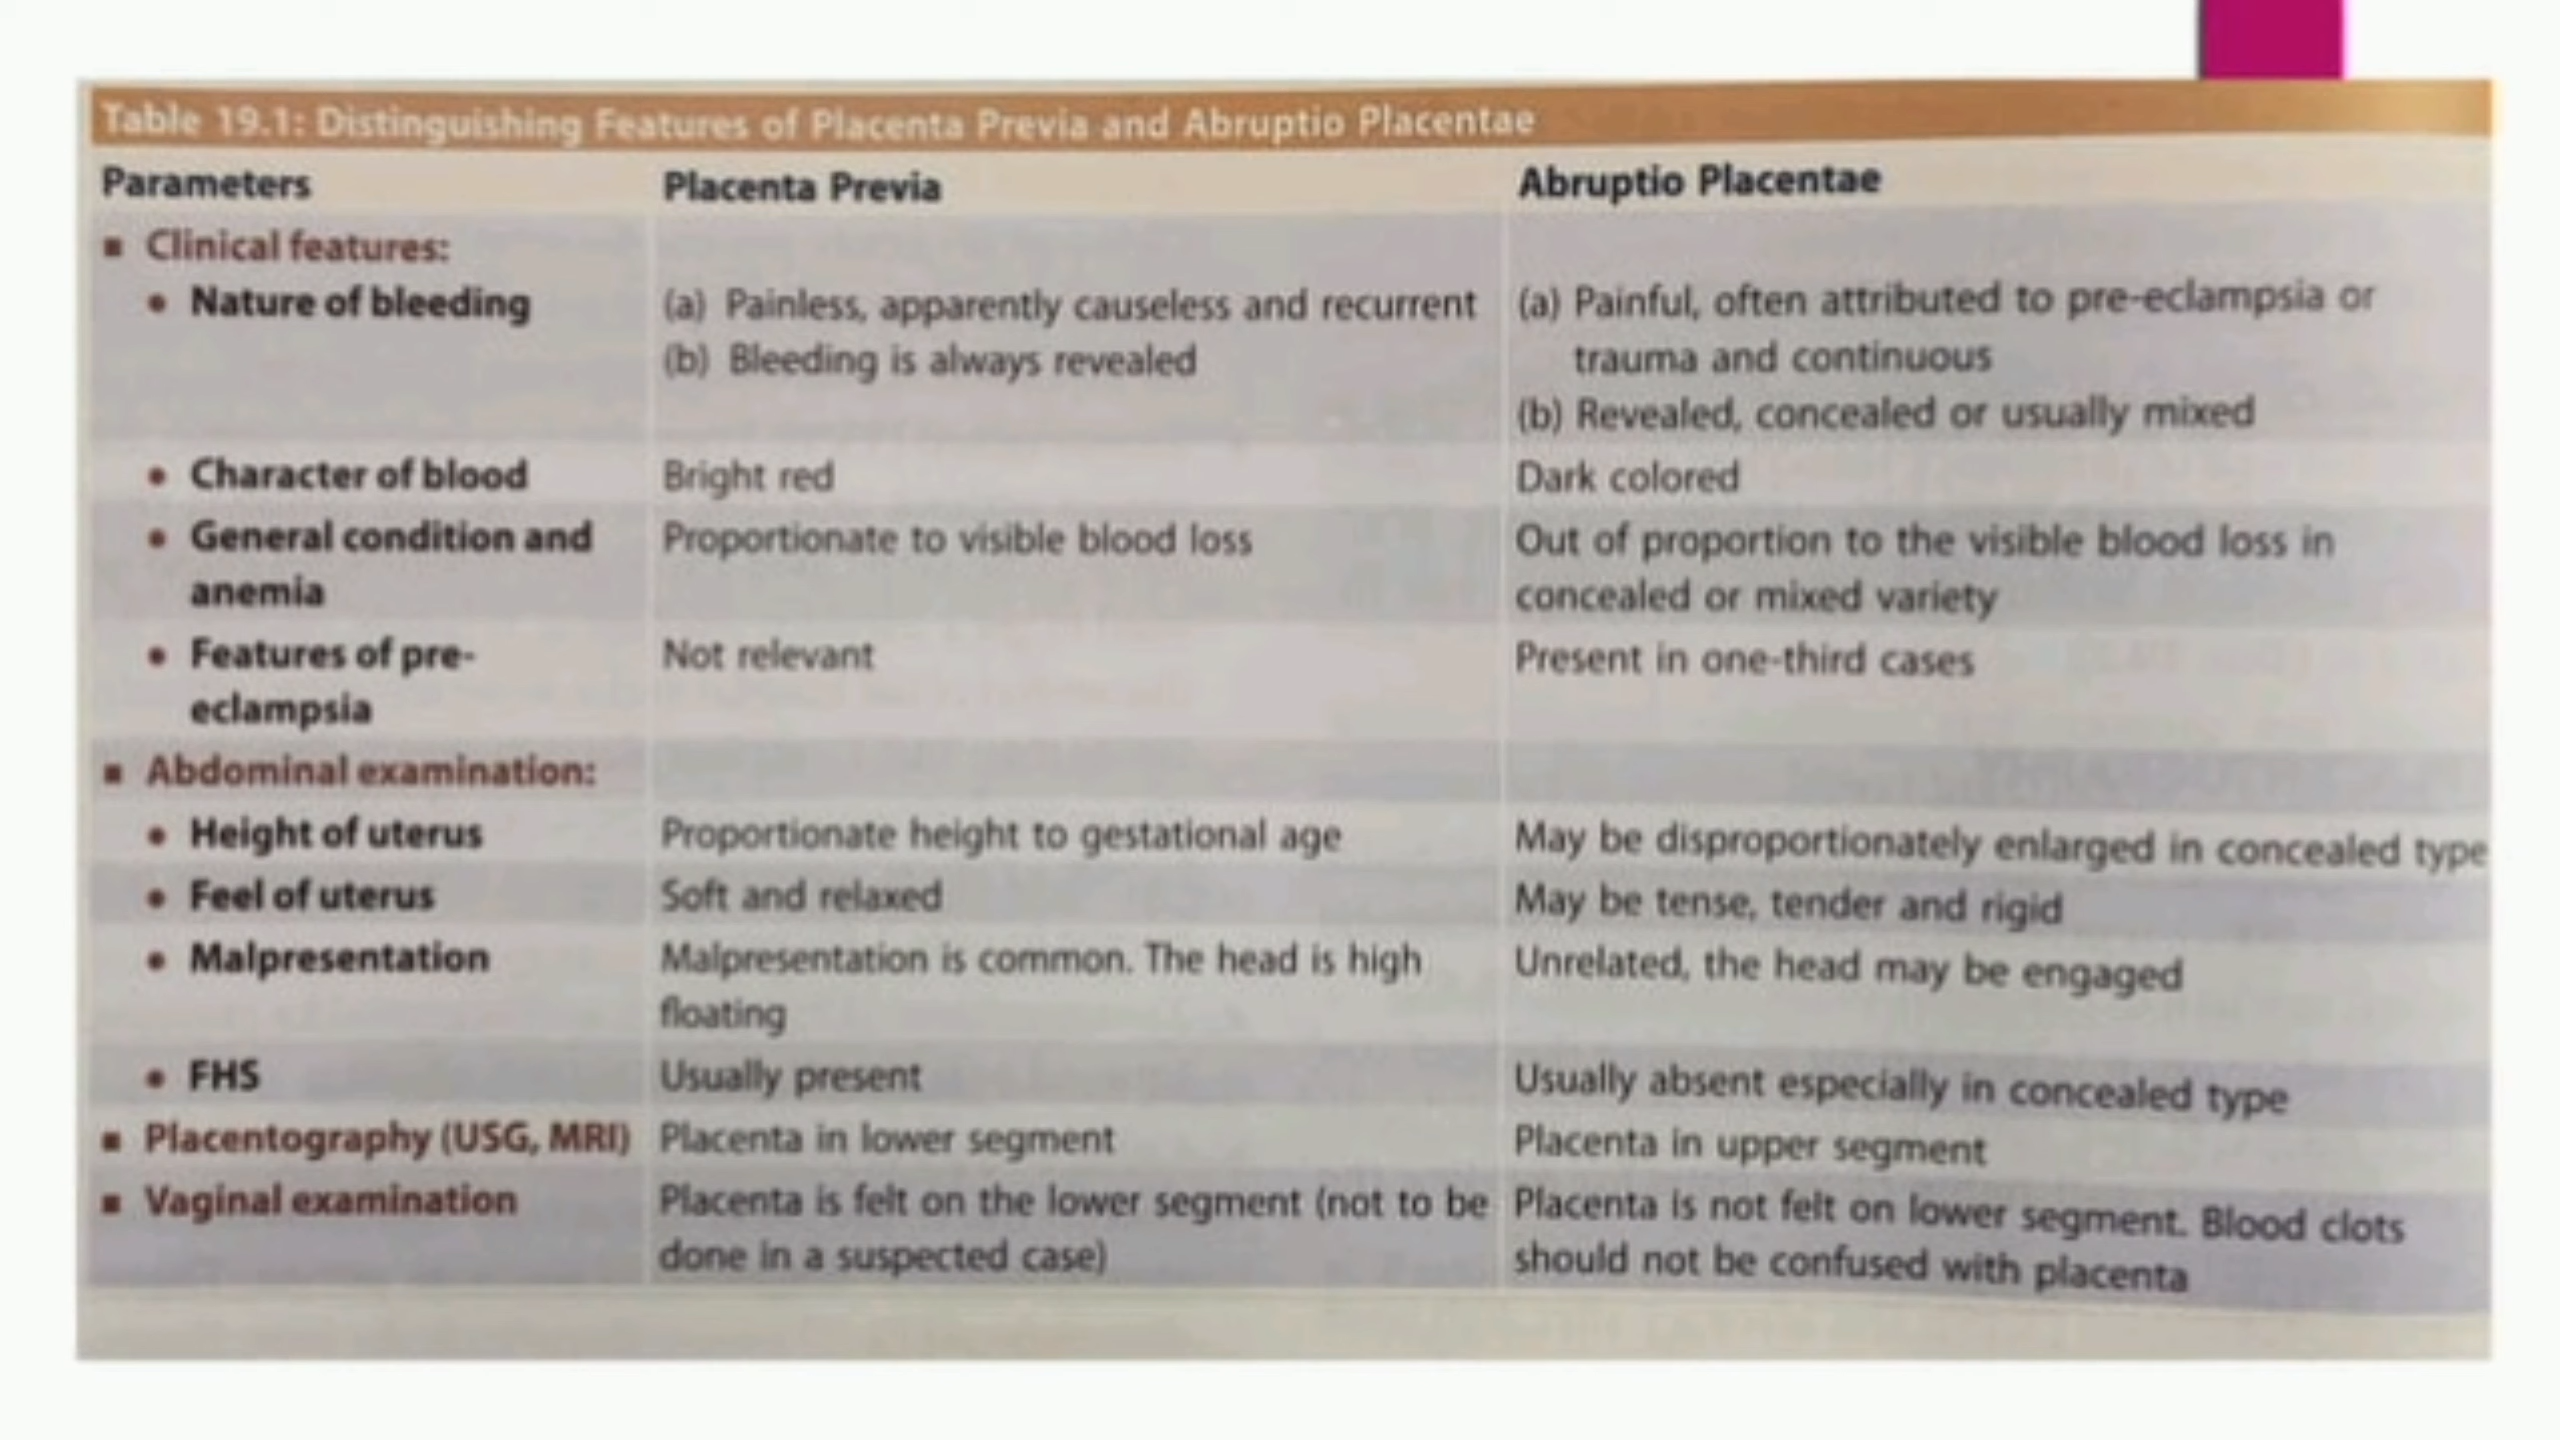 Table 19.1: Distinguishing Features of Placenta Previa and Abruptio Placentae
Parameters Placenta Previa Abruptio Placentae
▪ Clinical features:
• Nature of bleeding (a) Painless, apparently causeless and recurrent (a) Painful, often attributed to pre-eclampsia or
(b) Bleeding is always revealed trauma and continuous
(b) Revealed, concealed or usually mixed
• Character of blood Bright red Dark colored
• General condition and Proportionate to visible blood loss Out of proportion to the visible blood loss in
anemia concealed or mixed variety
• Features of pre- Not relevant Present in one-third cases
eclampsia
▪ Abdominal examination:
• Height of uterus Proportionate height to gestational age May be disproportionately enlarged in concealed type
• Feel of uterus Soft and relaxed May be tense, tender and rigid
• Malpresentation Malpresentation is common. The head is high Unrelated, the head may be engaged
floating
• FHS Usually present Usually absent especially in concealed type
▪ Placentography (USG, MRI) Placenta in lower segment Placenta in upper segment
▪ Vaginal examination Placenta is felt on the lower segment (not to be Placenta is not felt on lower segment. Blood clots
done in a suspected case) should not be confused with placenta